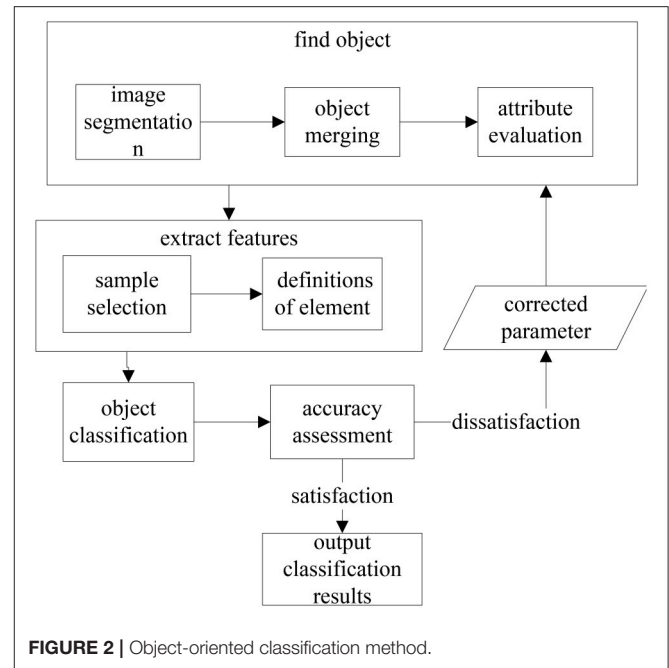 find object
image
segmentatio
n
object
merging
attribute
evaluation
extract features
sample
selection
definitions
of element
corrected
parameter
object
classification
accuracy
assessment
dissatisfaction
satisfaction
output
classification
results
FIGURE 2 | Object-oriented classification method.